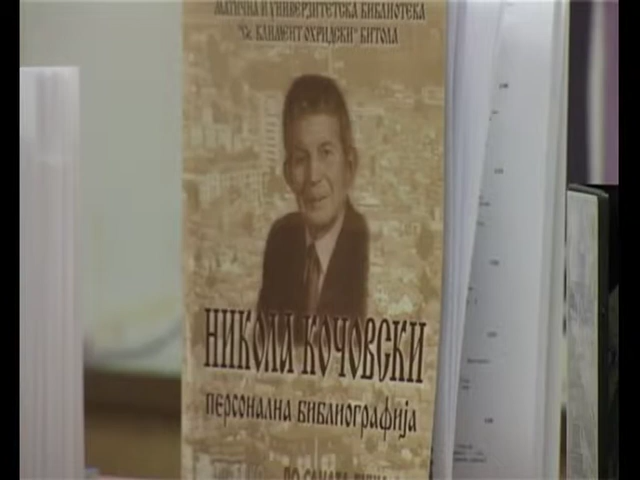 МАТИЧНА И УНИВЕРЗИТЕТСКА БИБЛИОТЕКА
"Св. КЛИМЕНТ ОХРИДСКИ" БИТОЛА
НИКОЛА КОЧОВСКИ
ПЕРСОНАЛНА БИБЛИОГРАФИЈА